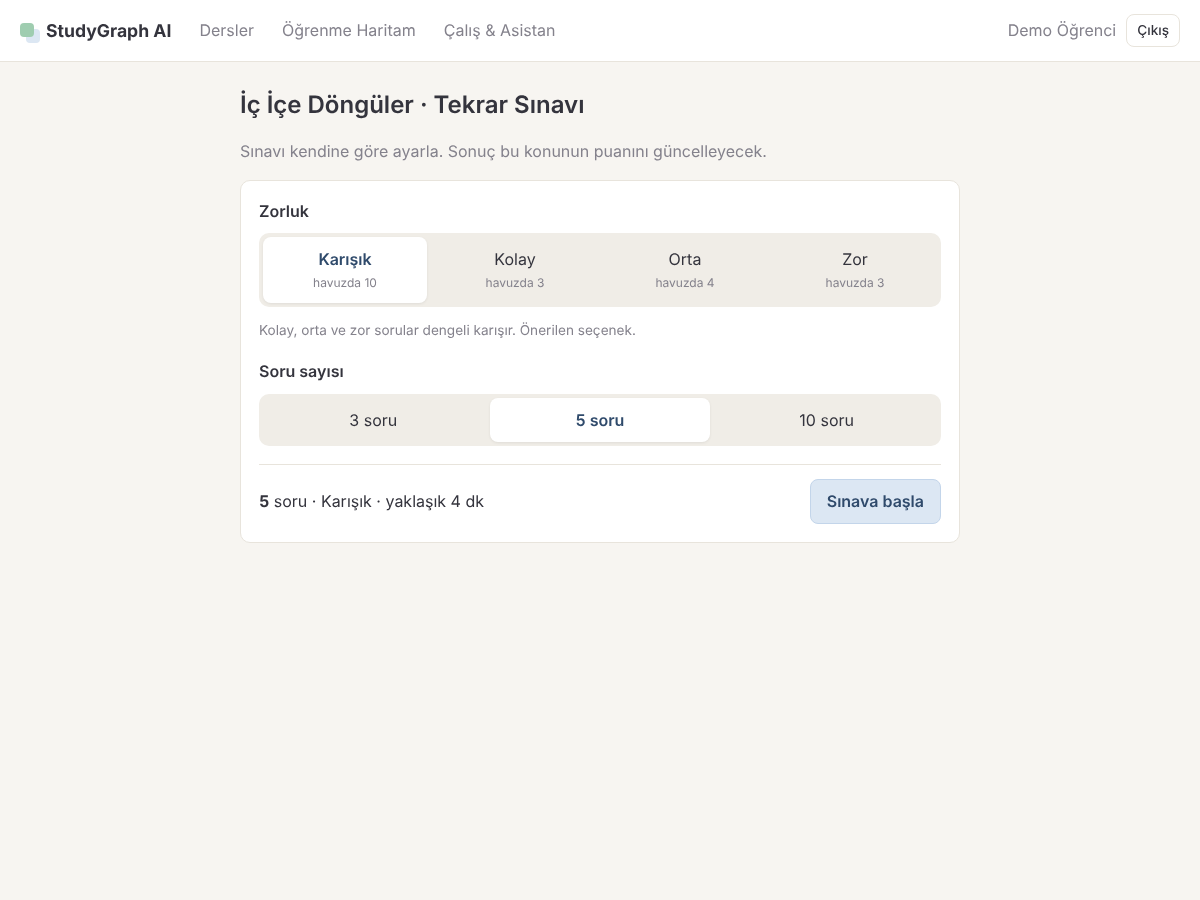 StudyGraph AI Dersler Öğrenme Haritam Çalış & Asistan Demo Öğrenci Çıkış
İç İçe Döngüler · Tekrar Sınavı
Sınavı kendine göre ayarla. Sonuç bu konunun puanını güncelleyecek.
Zorluk
Karışık Kolay Orta Zor
havuzda 10 havuzda 3 havuzda 4 havuzda 3
Kolay, orta ve zor sorular dengeli karışır. Önerilen seçenek.
Soru sayısı
3 soru 5 soru 10 soru
5 soru · Karışık · yaklaşık 4 dk Sınava başla